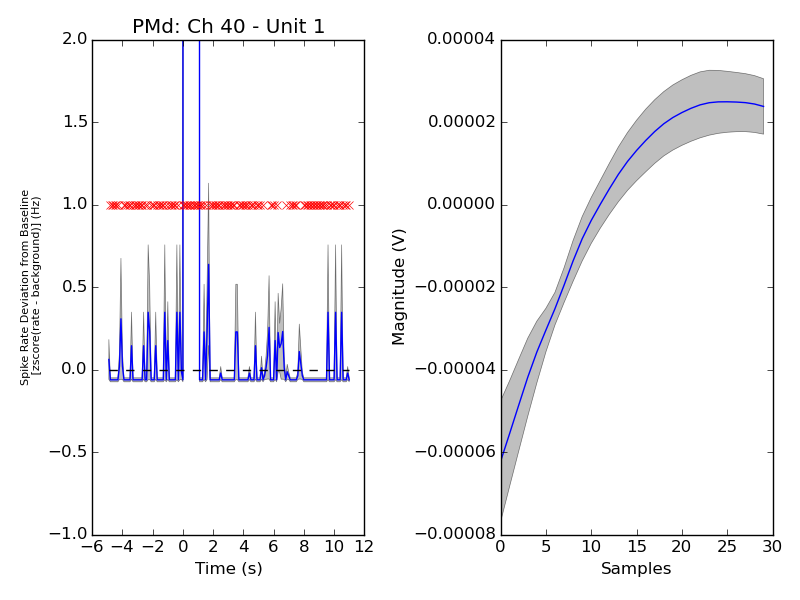 PMd: Ch 40 - Unit 1
Spike Rate Deviation from Baseline
[zscore(rate - background)] (Hz)
2.0
1.5
1.0
0.5
0.0
−0.5
−1.0
−6 −4 −2 0 2 4 6 8 10 12
Time (s)
Magnitude (V)
0.00004
0.00002
0.00000
−0.00002
−0.00004
−0.00006
−0.00008
0 5 10 15 20 25 30
Samples